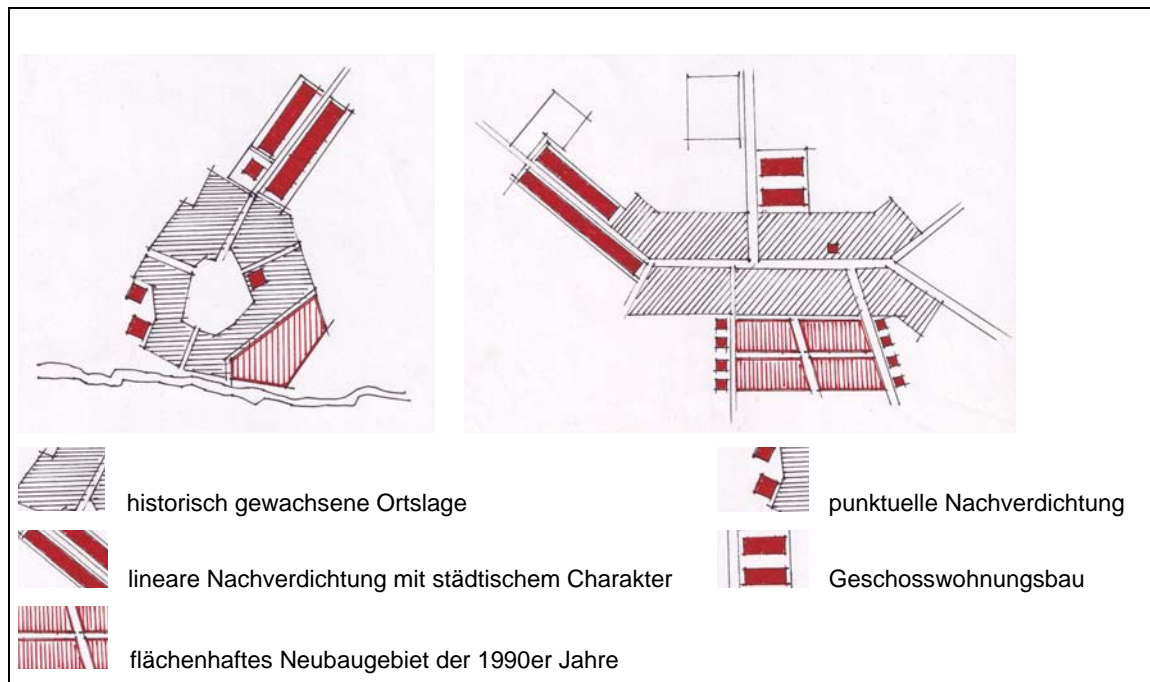 historisch gewachsene Ortslage
punktuelle Nachverdichtung
lineare Nachverdichtung mit städtischem Charakter
Geschosswohnungsbau
flächenhaftes Neubaugebiet der 1990er Jahre